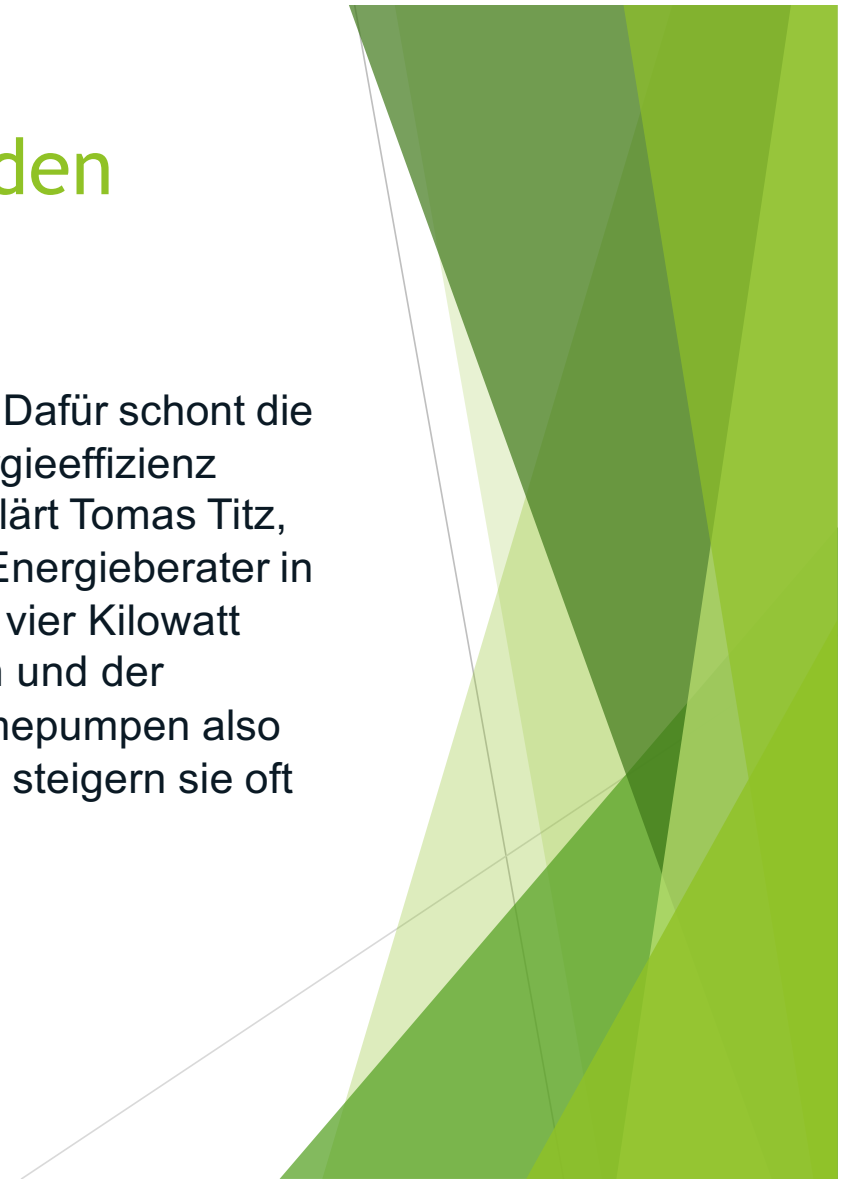 den
Dafür schont die
gieeffizienz
lärt Tomas Titz,
Energieberater in
vier Kilowatt
und der
nepumpen also
steigern sie oft